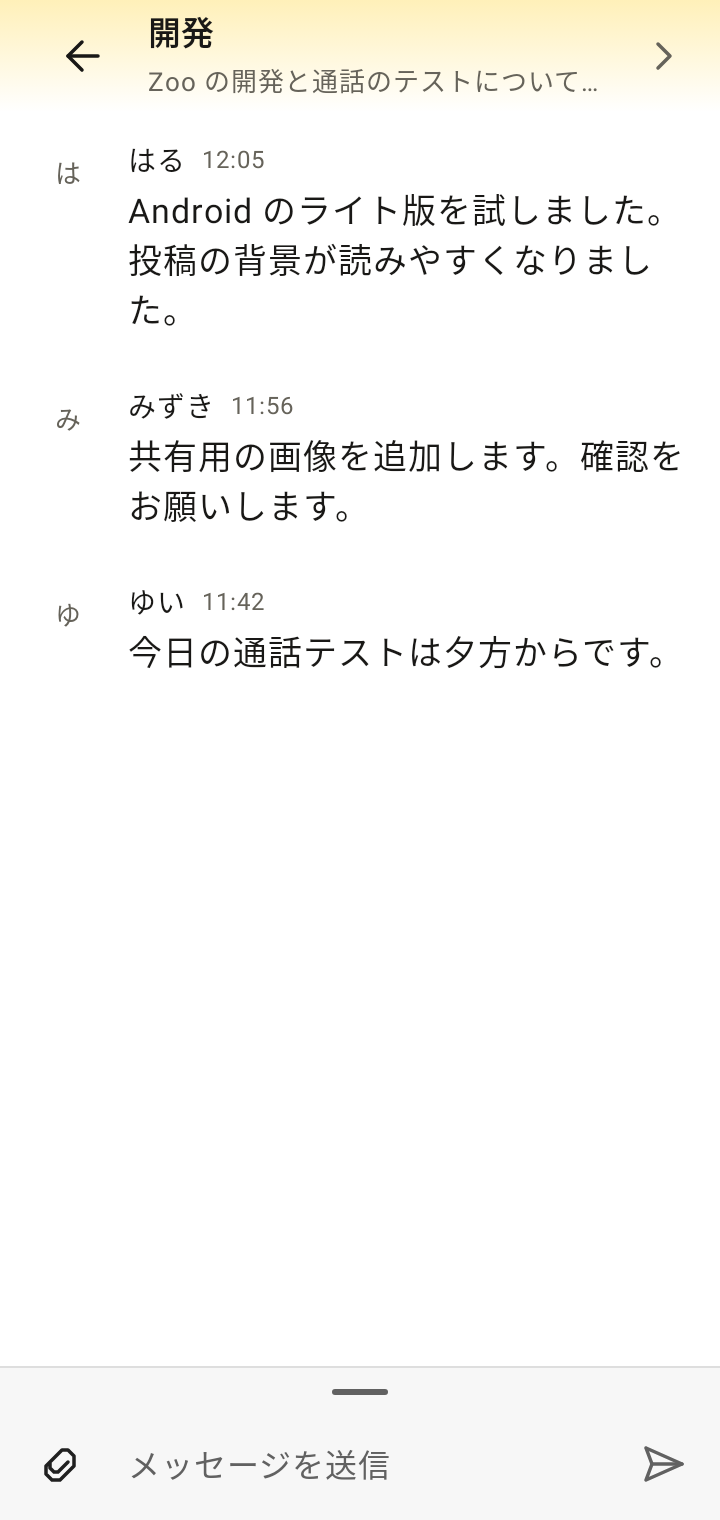 開発
Zoo の開発と通話のテストについて…
は
はる 12:05
Android のライト版を試しました。
投稿の背景が読みやすくなりまし
た。
み
みずき 11:56
共有用の画像を追加します。確認を
お願いします。
ゆ
ゆい 11:42
今日の通話テストは夕方からです。
メッセージを送信